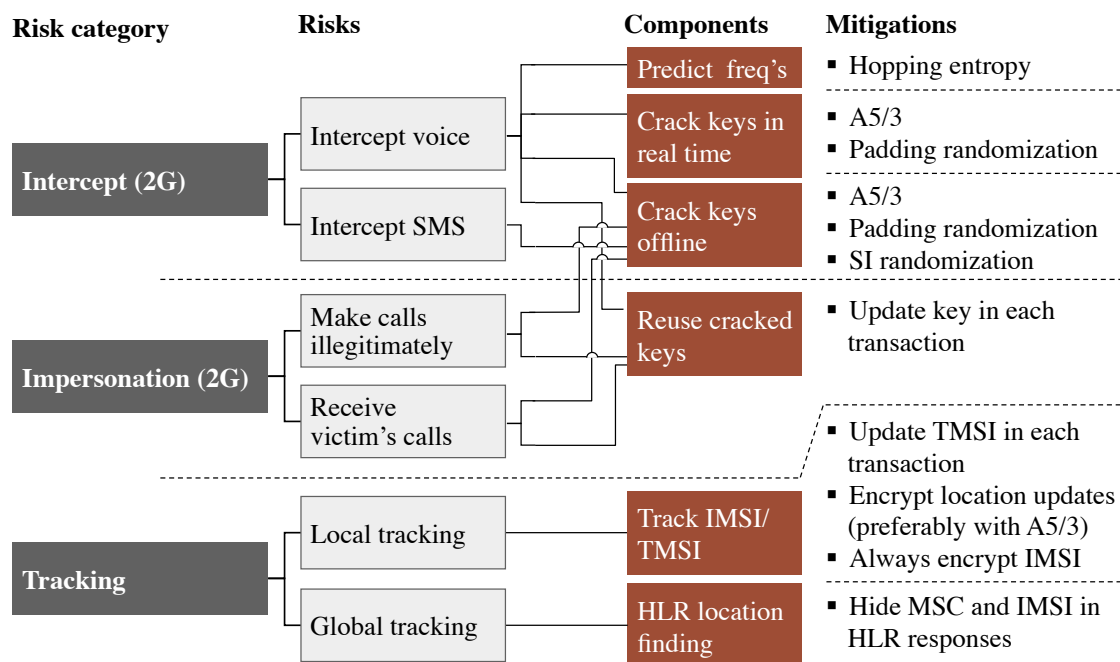 Risk category
Risks
Components
Mitigations
Intercept (2G)
Intercept voice
Intercept SMS
Predict freq's
Crack keys in
real time
Crack keys
offline
▪ Hopping entropy
▪ A5/3
▪ Padding randomization
▪ A5/3
▪ Padding randomization
▪ SI randomization
Impersonation (2G)
Make calls
illegitimately
Receive
victim's calls
Reuse cracked
keys
▪ Update key in each
transaction
Tracking
Local tracking
Global tracking
Track IMSI/
TMSI
HLR location
finding
▪ Update TMSI in each
transaction
▪ Encrypt location updates
(preferably with A5/3)
▪ Always encrypt IMSI
▪ Hide MSC and IMSI in
HLR responses